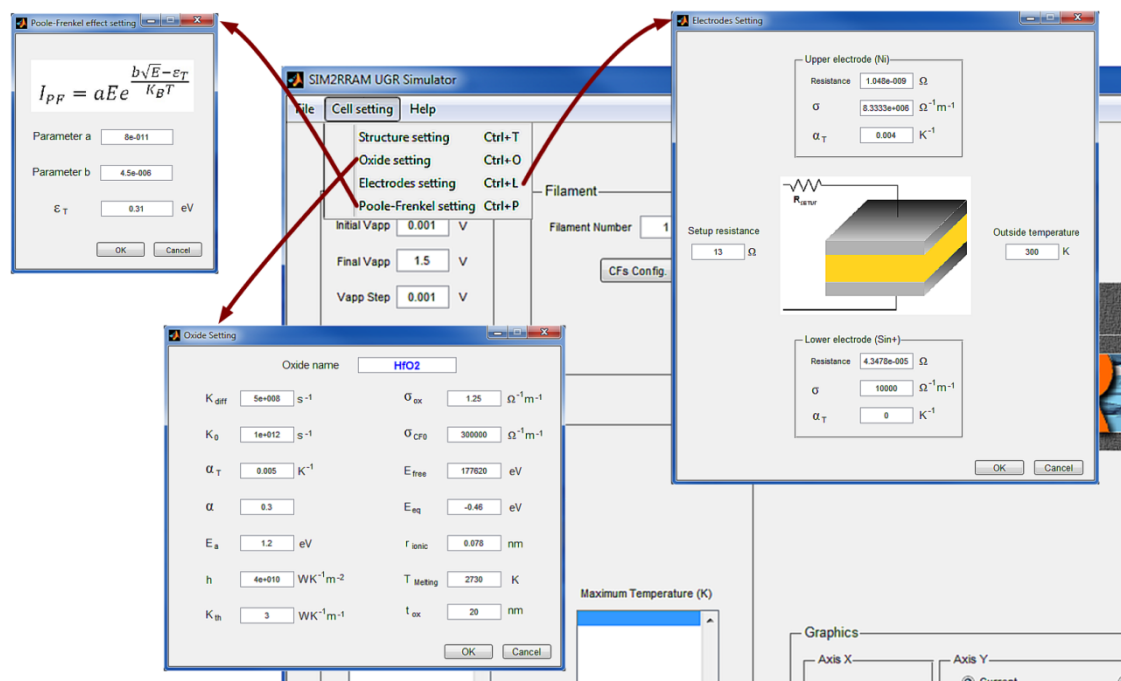 Poole-Frenkel effect setting
I_PF = aEe^((b√E − ε_T)/(K_B T))
Parameter a 8e-011
Parameter b 4.5e-006
ε_T 0.31 eV
OK Cancel
SIM2RRAM UGR Simulator
File Cell setting Help
Structure setting Ctrl+T
Oxide setting Ctrl+O
Electrodes setting Ctrl+L
Poole-Frenkel setting Ctrl+P
Initial Vapp 0.001 V
Final Vapp 1.5 V
Vapp Step 0.001 V
Filament
Filament Number 1
CFs Config.
Electrodes Setting
Upper electrode (Ni)
Resistance 1.048e-009 Ω
σ 8.3333e+006 Ω⁻¹m⁻¹
α_T 0.004 K⁻¹
R_SETUP
Setup resistance
13 Ω
Outside temperature
300 K
Lower electrode (Sin+)
Resistance 4.3478e-005 Ω
σ 10000 Ω⁻¹m⁻¹
α_T 0 K⁻¹
OK Cancel
Oxide Setting
Oxide name HfO2
K_diff 5e+008 s⁻¹ σ_ox 1.25 Ω⁻¹m⁻¹
K_0 1e+012 s⁻¹ σ_CF0 300000 Ω⁻¹m⁻¹
α_T 0.005 K⁻¹ E_free 177620 eV
α 0.3 E_eq -0.46 eV
E_a 1.2 eV r_ionic 0.078 nm
h 4e+010 WK⁻¹m⁻² T_Melting 2730 K
K_th 3 WK⁻¹m⁻¹ t_ox 20 nm
OK Cancel
Maximum Temperature (K)
Graphics
Axis X Axis Y
Current
R